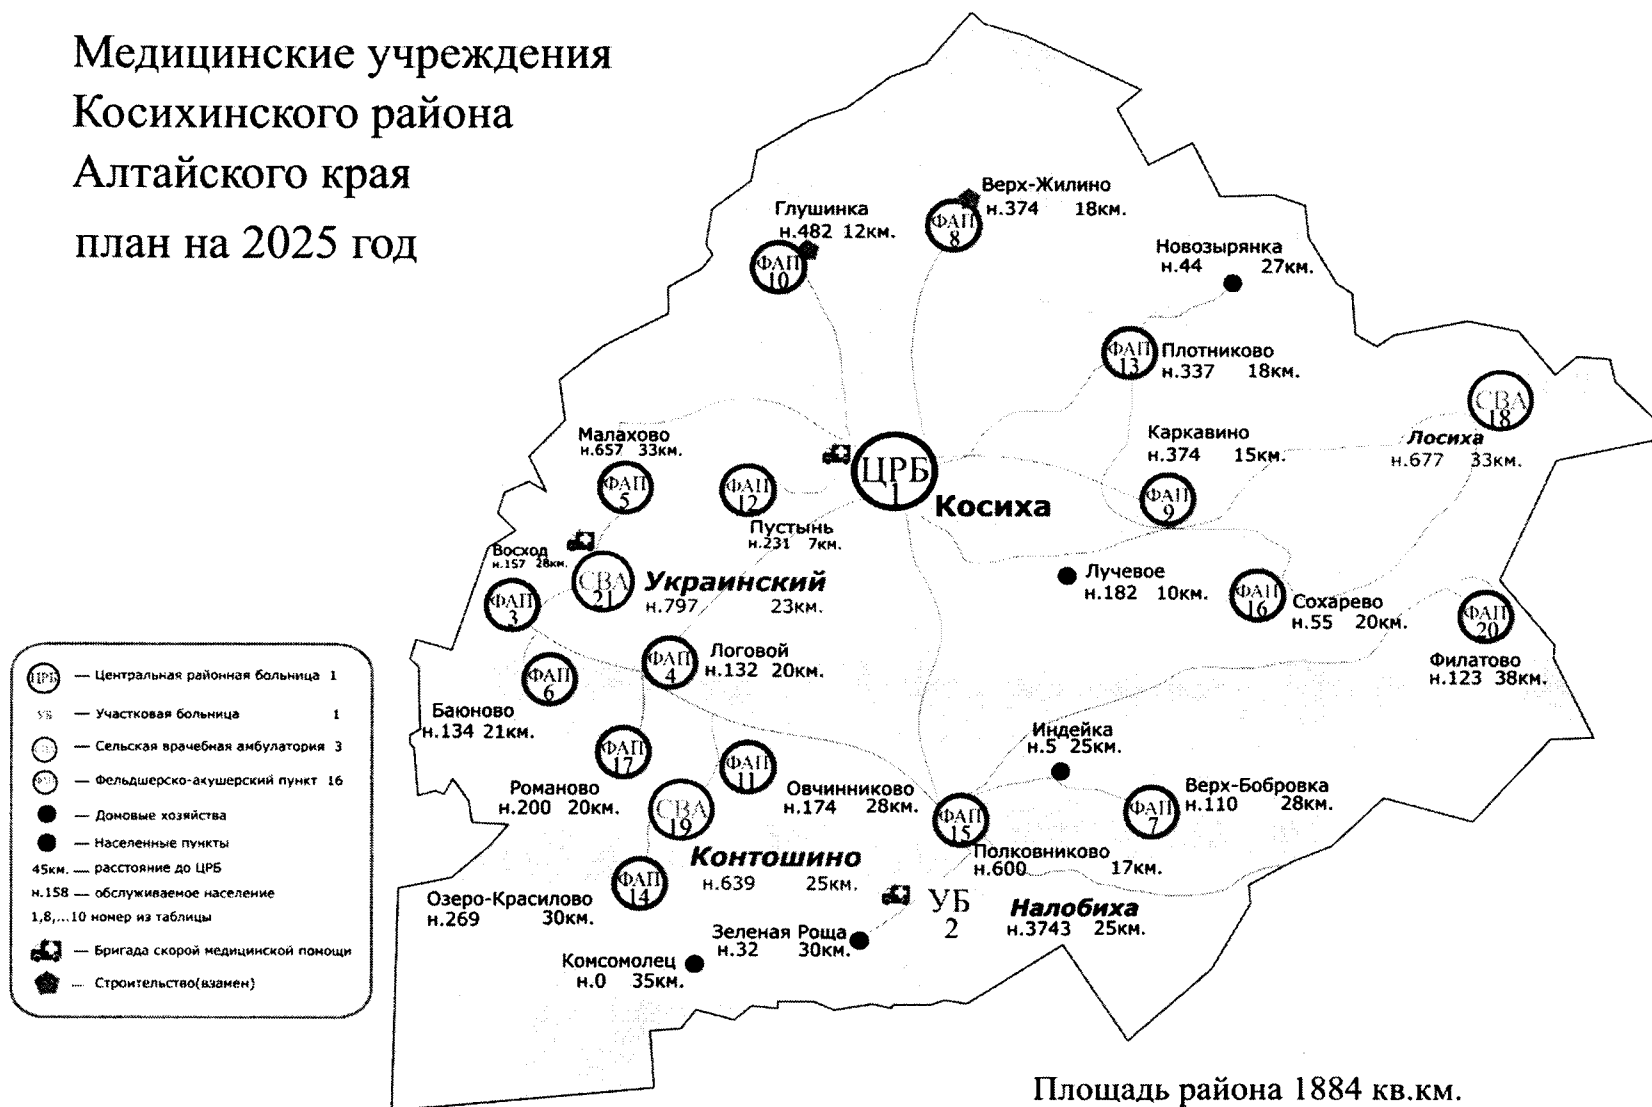 Медицинские учреждения
Косихинского района
Алтайского края
план на 2025 год
Верх-Жилино
н.374 18км.
ФАП
8
Глушинка
н.482 12км.
ФАП
10
Новозырянка
н.44 27км.
ФАП
13
Плотниково
н.337 18км.
СВА
18
Лосиха
н.677 33км.
Малахово
н.657 33км.
ФАП
5
ФАП
12
Пустынь
н.231 7км.
ЦРБ
1
Косиха
Каркавино
н.374 15км.
ФАП
9
Восход
н.157 28км.
ФАП
3
СВА
21
Украинский
н.797 23км.
Лучевое
н.182 10км.
ФАП
16
Сохарево
н.55 20км.
ФАП
20
Филатово
н.123 38км.
ФАП
4
Логовой
н.132 20км.
ФАП
6
Баюново
н.134 21км.
ФАП
17
Романово
н.200 20км.
ФАП
11
Овчинниково
н.174 28км.
Индейка
н.5 25км.
Верх-Бобровка
н.110 28км.
ФАП
7
СВА
19
Контошино
н.639 25км.
ФАП
15
Полковниково
н.600 17км.
ФАП
14
Озеро-Красилово
н.269 30км.
УБ
2
Налобиха
н.3743 25км.
Зеленая Роща
н.32 30км.
Комсомолец
н.0 35км.
ЦРБ — Центральная районная больница 1
УБ — Участковая больница 1
— Сельская врачебная амбулатория 3
— Фельдшерско-акушерский пункт 16
— Домовые хозяйства
— Населенные пункты
45км. — расстояние до ЦРБ
н.158 — обслуживаемое население
1,8,...10 номер из таблицы
— Бригада скорой медицинской помощи
— Строительство(взамен)
Площадь района 1884 кв.км.